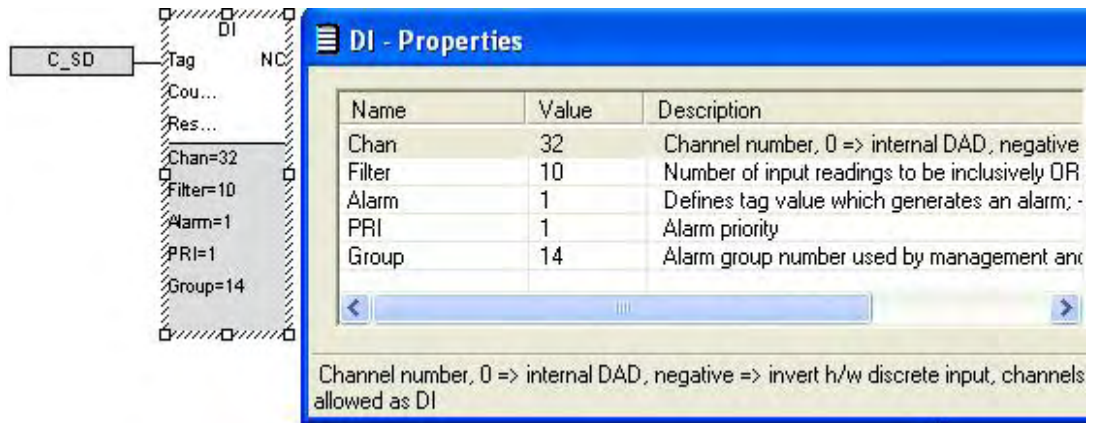 DI
C_SD
Tag NC
Cou...
Res...
Chan=32
Filter=10
Alarm=1
PRI=1
Group=14
DI - Properties
Name Value Description
Chan 32 Channel number, 0 => internal DAD, negative
Filter 10 Number of input readings to be inclusively OR
Alarm 1 Defines tag value which generates an alarm; -
PRI 1 Alarm priority
Group 14 Alarm group number used by management and
Channel number, 0 => internal DAD, negative => invert h/w discrete input, channels
allowed as DI